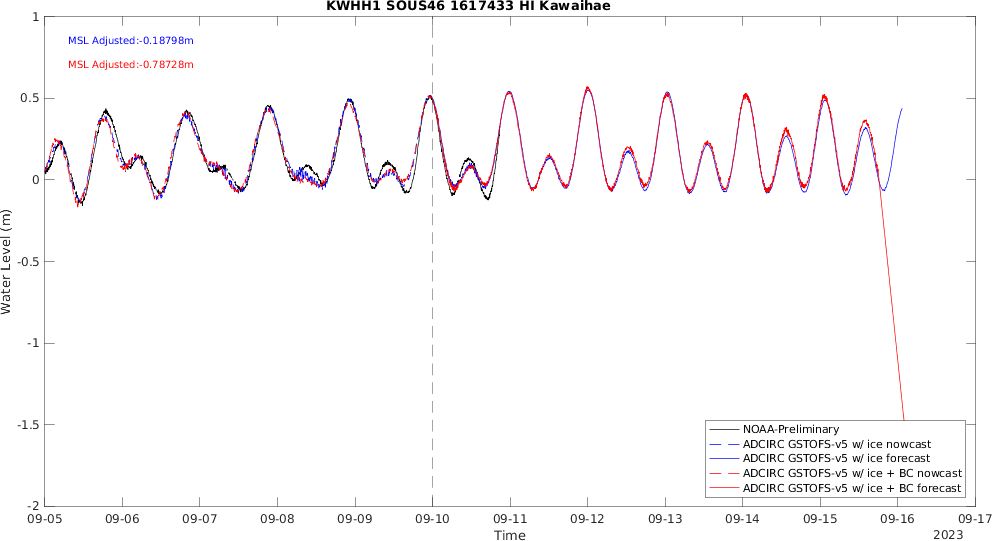 KWHH1 SOUS46 1617433 HI Kawaihae
MSL Adjusted:-0.18798m
MSL Adjusted:-0.78728m
1
0.5
0
-0.5
-1
-1.5
-2
Water Level (m)
NOAA-Preliminary
ADCIRC GSTOFS-v5 w/ ice nowcast
ADCIRC GSTOFS-v5 w/ ice forecast
ADCIRC GSTOFS-v5 w/ ice + BC nowcast
ADCIRC GSTOFS-v5 w/ ice + BC forecast
09-05 09-06 09-07 09-08 09-09 09-10 09-11 09-12 09-13 09-14 09-15 09-16 09-17
Time
2023